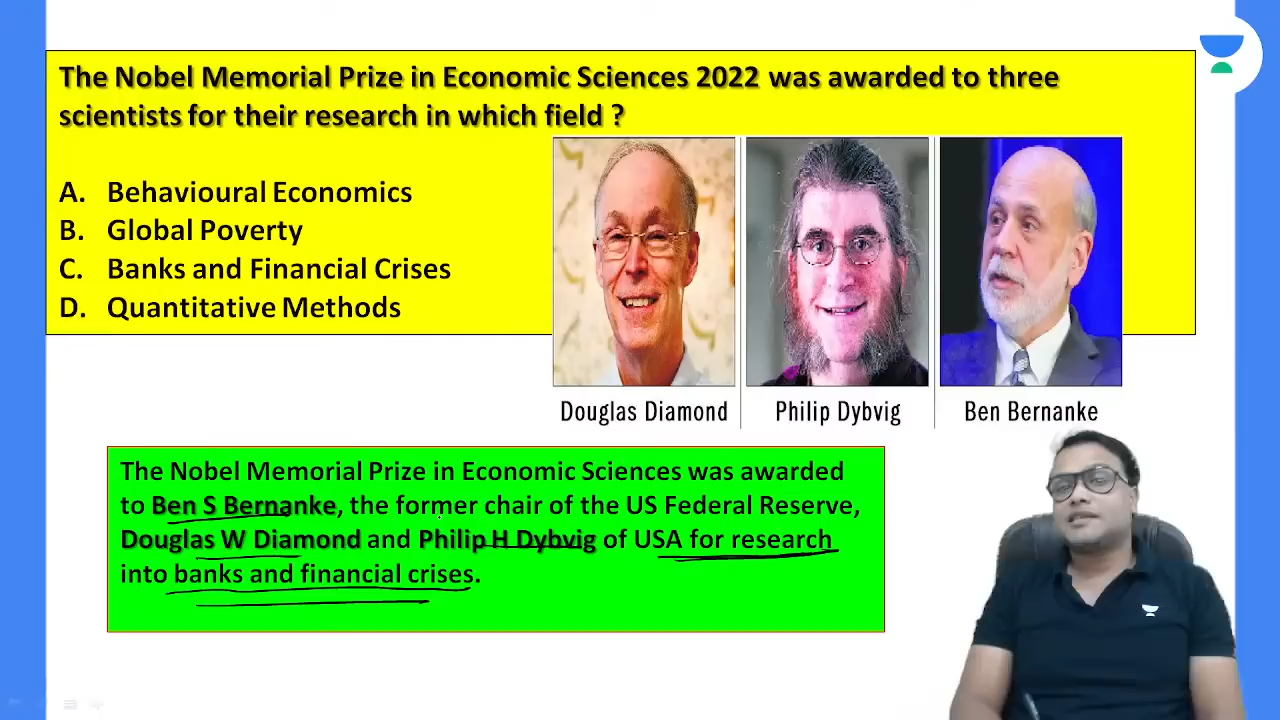 The Nobel Memorial Prize in Economic Sciences 2022 was awarded to three
scientists for their research in which field ?
A. Behavioural Economics
B. Global Poverty
C. Banks and Financial Crises
D. Quantitative Methods
Douglas Diamond Philip Dybvig Ben Bernanke
The Nobel Memorial Prize in Economic Sciences was awarded
to Ben S Bernanke, the former chair of the US Federal Reserve,
Douglas W Diamond and Philip H Dybvig of USA for research
into banks and financial crises.